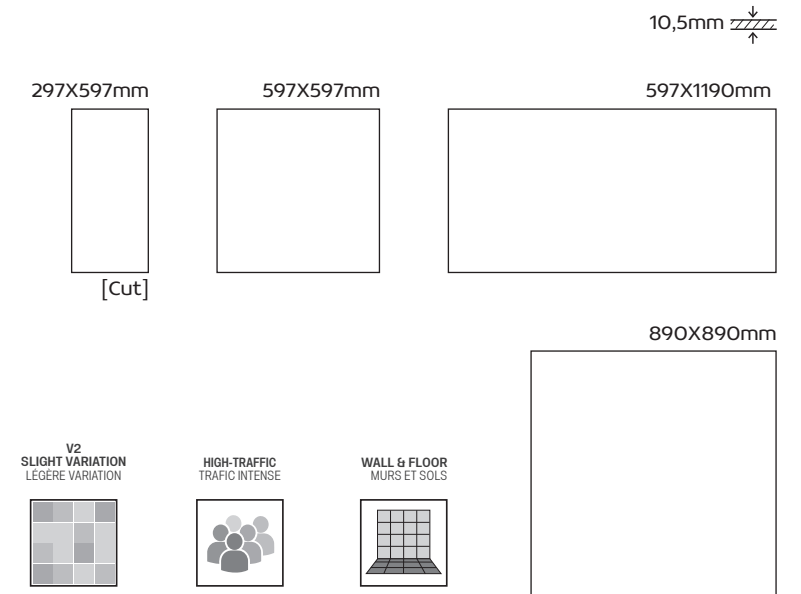 10,5mm
297X597mm
597X597mm
597X1190mm
[Cut]
890X890mm
V2
SLIGHT VARIATION
LÉGÈRE VARIATION
HIGH-TRAFFIC
TRAFIC INTENSE
WALL & FLOOR
MURS ET SOLS